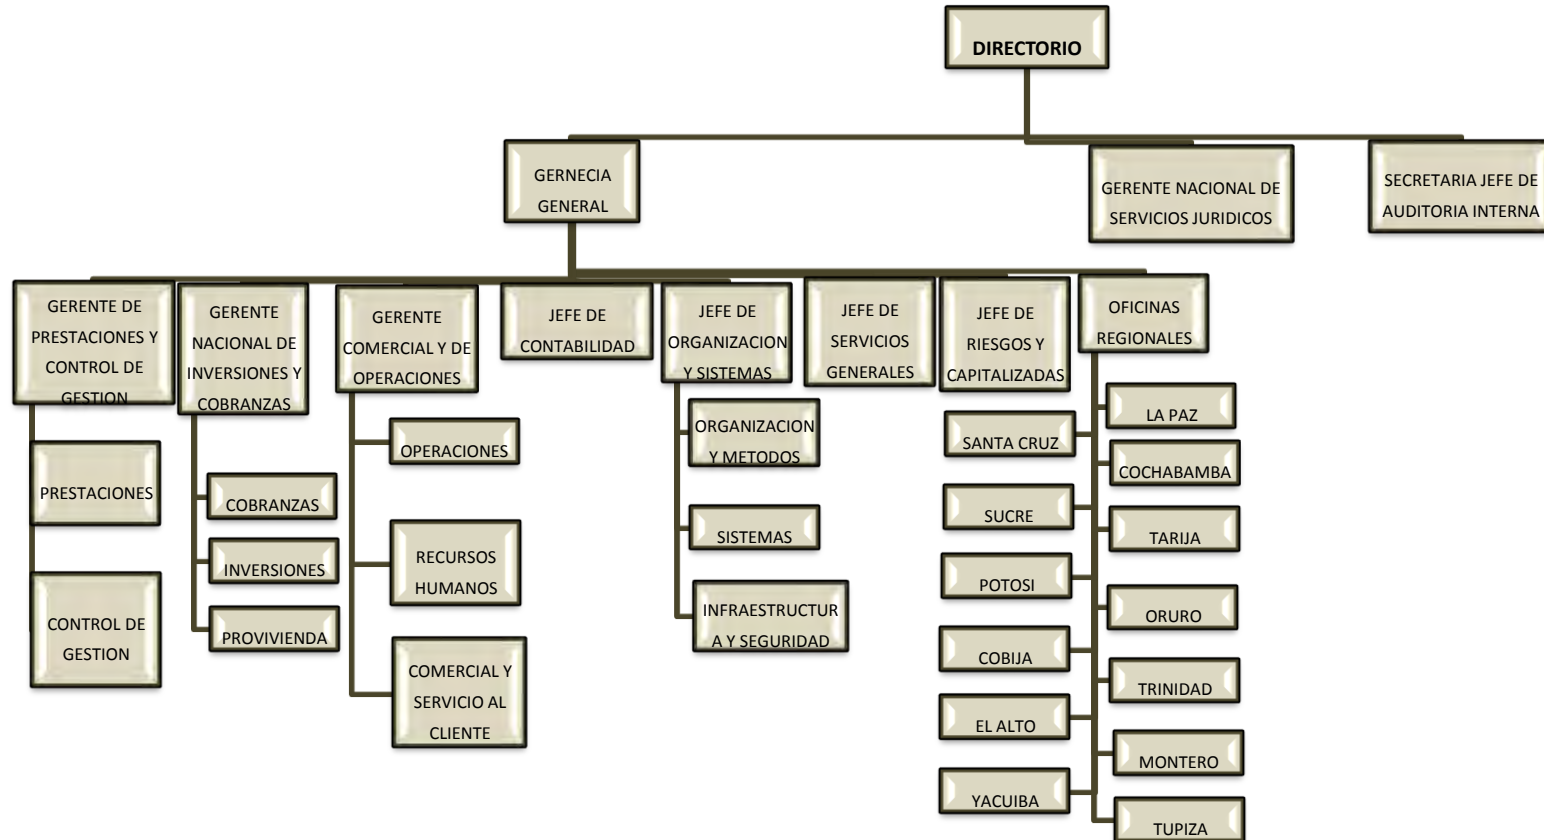 DIRECTORIO
GERNECIA
GENERAL
GERENTE NACIONAL DE
SERVICIOS JURIDICOS
SECRETARIA JEFE DE
AUDITORIA INTERNA
GERENTE DE
PRESTACIONES Y
CONTROL DE
GESTION
GERENTE
NACIONAL DE
INVERSIONES Y
COBRANZAS
GERENTE
COMERCIAL Y DE
OPERACIONES
JEFE DE
CONTABILIDAD
JEFE DE
ORGANIZACION
Y SISTEMAS
JEFE DE
SERVICIOS
GENERALES
JEFE DE
RIESGOS Y
CAPITALIZADAS
OFICINAS
REGIONALES
PRESTACIONES
CONTROL DE
GESTION
COBRANZAS
INVERSIONES
PROVIVIENDA
OPERACIONES
RECURSOS
HUMANOS
COMERCIAL Y
SERVICIO AL
CLIENTE
ORGANIZACION
Y METODOS
SISTEMAS
INFRAESTRUCTUR
A Y SEGURIDAD
LA PAZ
SANTA CRUZ
COCHABAMBA
SUCRE
TARIJA
POTOSI
ORURO
COBIJA
TRINIDAD
EL ALTO
MONTERO
YACUIBA
TUPIZA